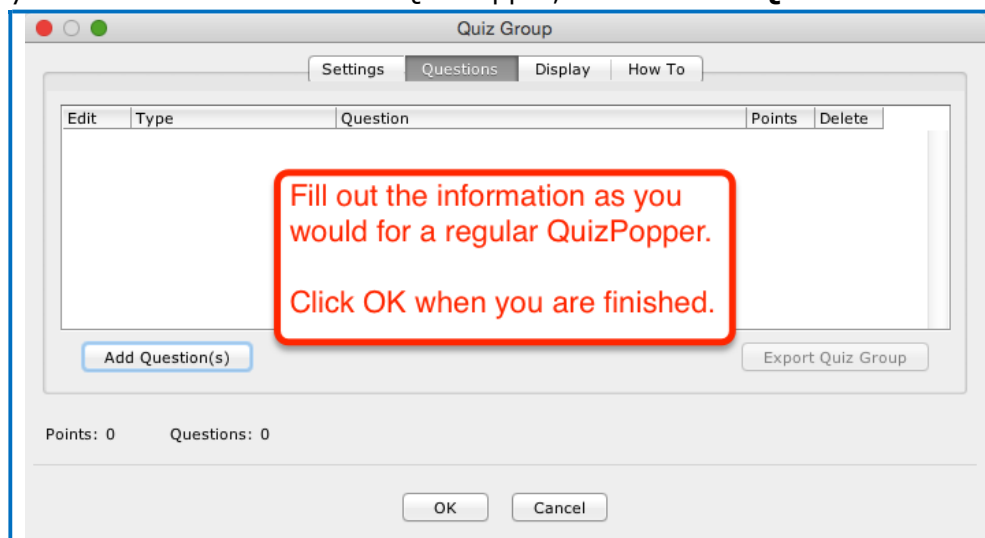 Quiz Group
Settings Questions Display How To
Edit Type Question Points Delete
Fill out the information as you
would for a regular QuizPopper.
Click OK when you are finished.
Add Question(s) Export Quiz Group
Points: 0 Questions: 0
OK Cancel